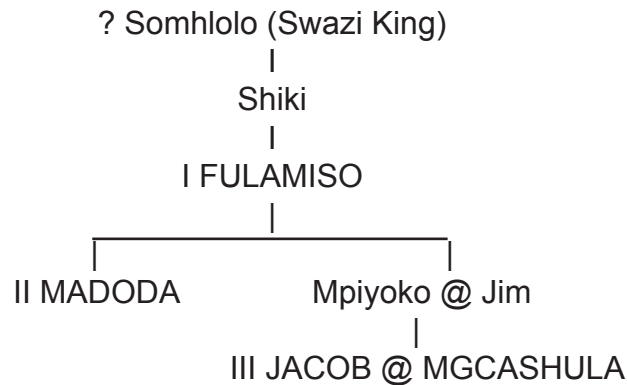 ? Somhlolo (Swazi King)
Shiki
I FULAMISO
II MADODA Mpiyoko @ Jim
III JACOB @ MGCASHULA